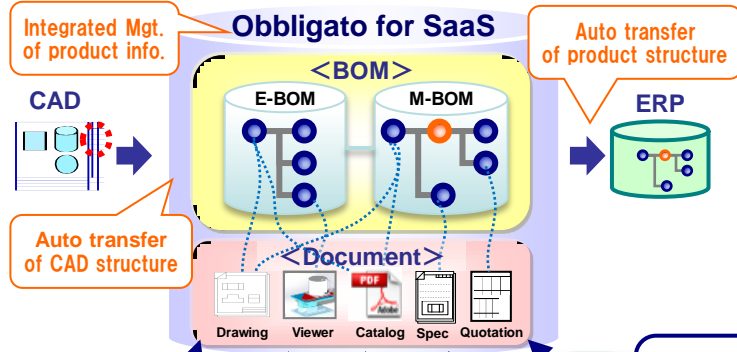 Integrated Mgt.
of product info.
Obbligato for SaaS
Auto transfer
of product structure
<BOM>
CAD
E-BOM
M-BOM
ERP
Auto transfer
of CAD structure
<Document>
PDF
Adobe
Drawing
Viewer
Catalog
Spec
Quotation